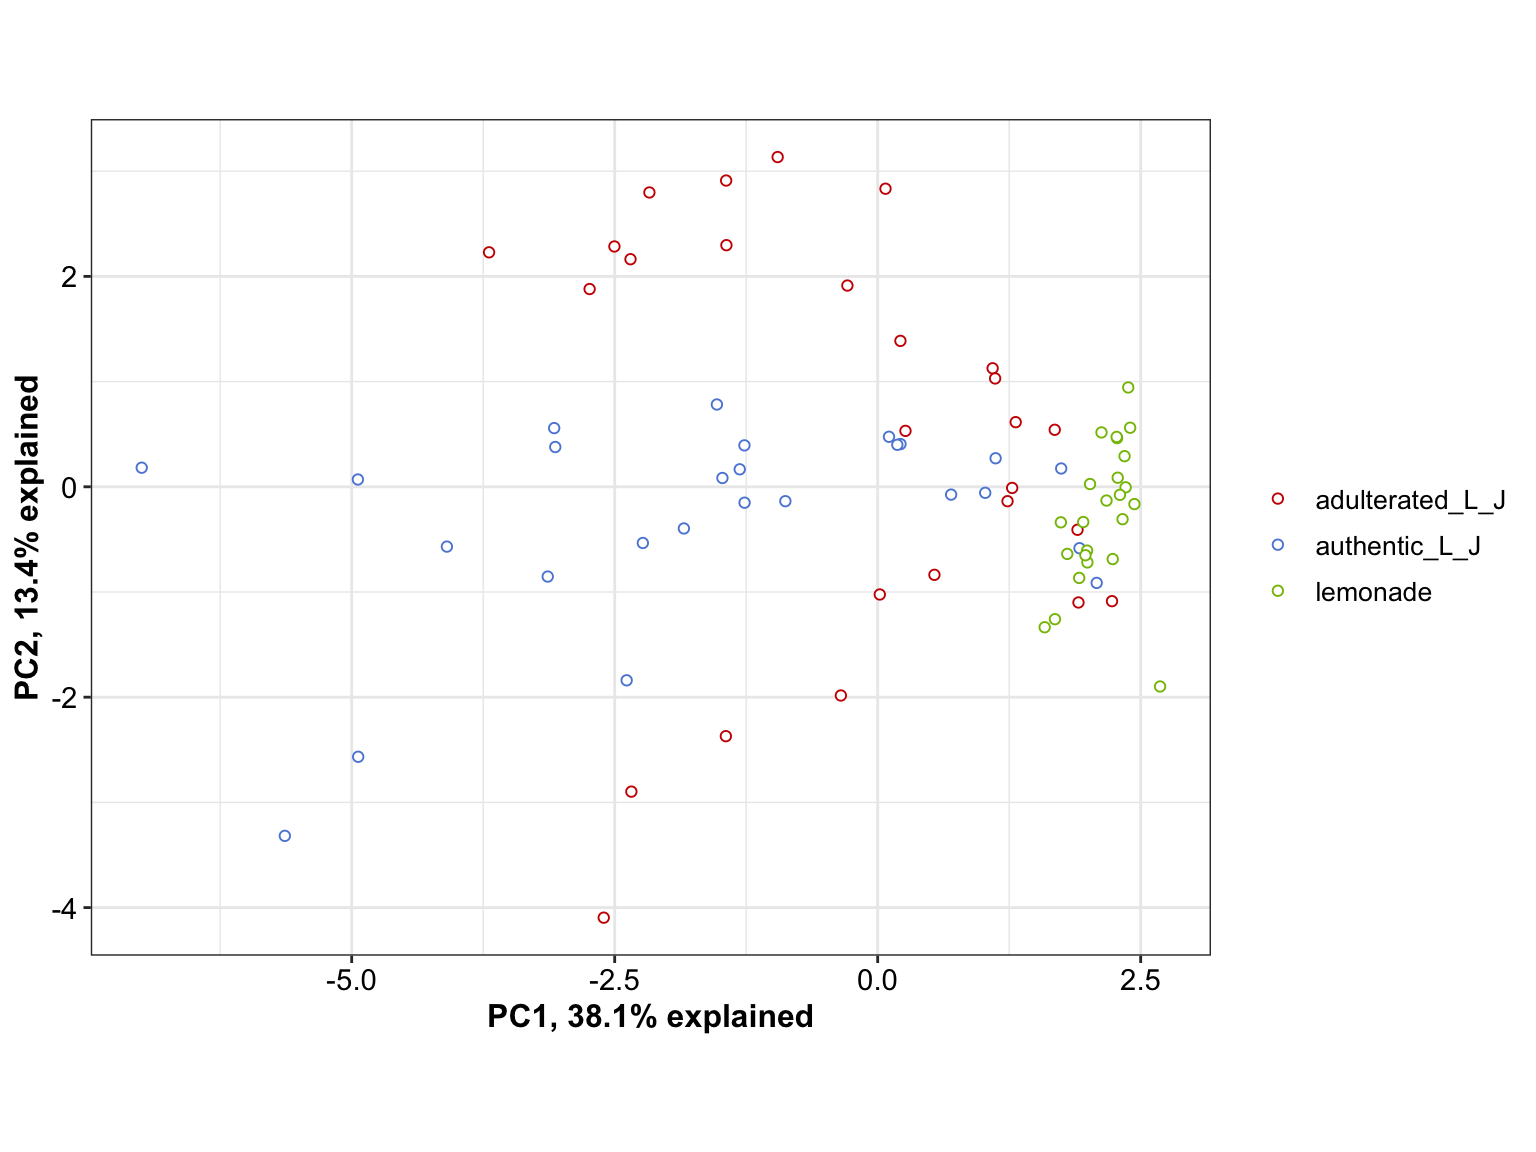 PC2, 13.4% explained
2
0
-2
-4
-5.0
-2.5
0.0
2.5
PC1, 38.1% explained
adulterated_L_J
authentic_L_J
lemonade